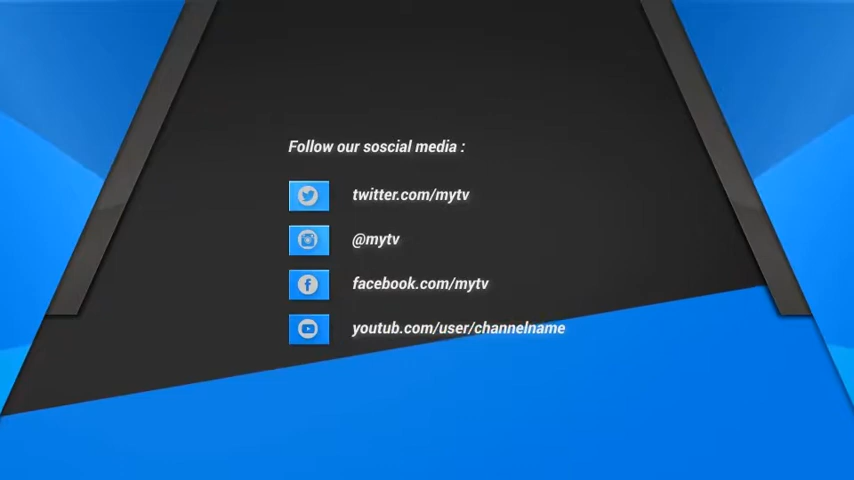 Follow our soscial media :
twitter.com/mytv
@mytv
facebook.com/mytv
youtub.com/user/channelname